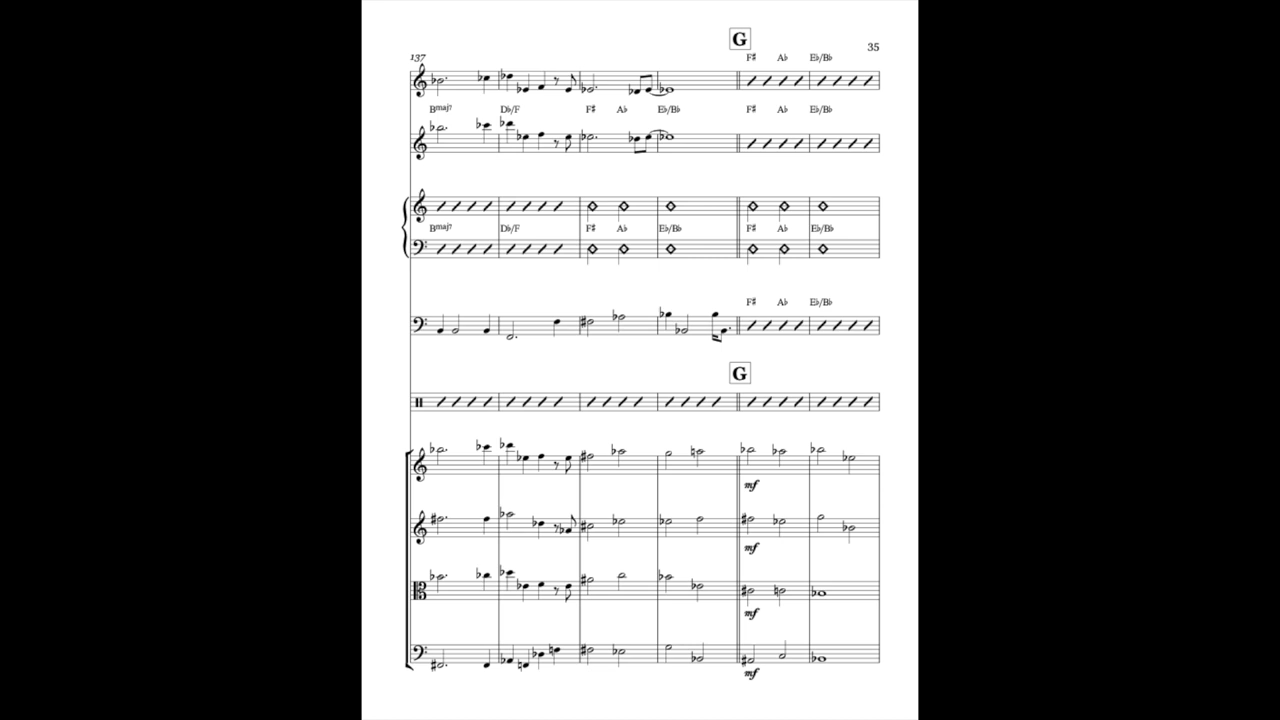 G
35
137
F♯ A♭ E♭/B♭
Bmaj7 D♭/F F♯ A♭ E♭/B♭ F♯ A♭ E♭/B♭
Bmaj7 D♭/F F♯ A♭ E♭/B♭ F♯ A♭ E♭/B♭
F♯ A♭ E♭/B♭
G
mf
mf
mf
mf